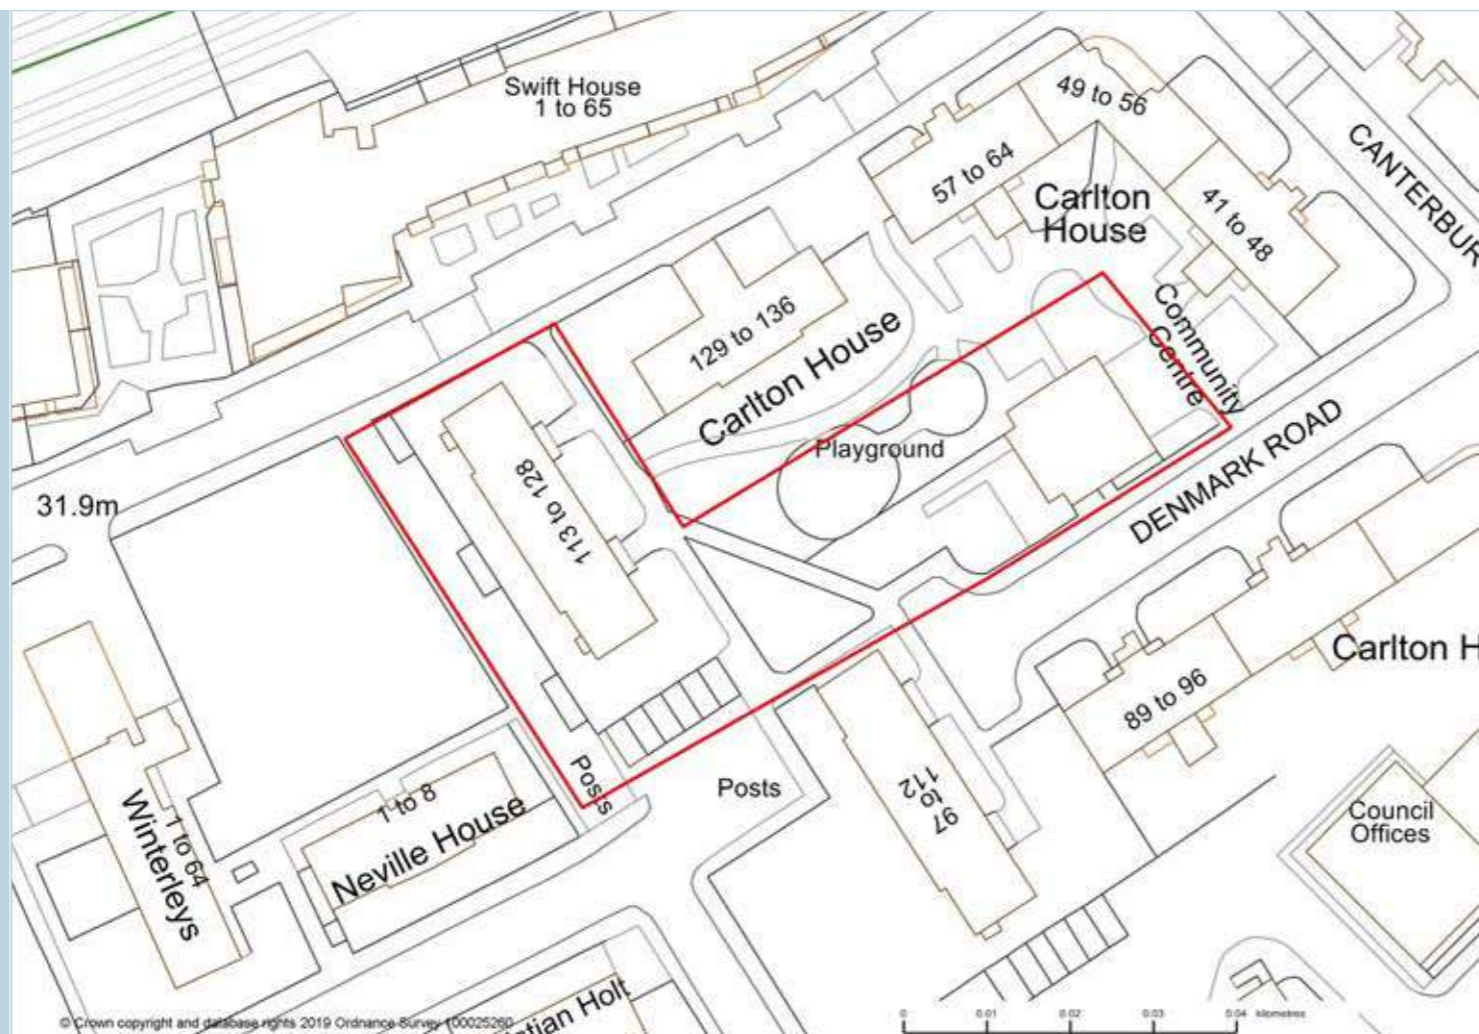 Swift House
1 to 65
49 to 56
CANTERBUR
57 to 64
Carlton
House
41 to 48
129 to 136
Carlton House
Community
Centre
Playground
DENMARK ROAD
113 to 128
31.9m
Carlton H
89 to 96
Posts
Posts
97
to
112
1 to 8
Neville House
1 to 64
Winterleys
Council
Offices
tian Holt
© Crown copyright and database rights 2019 Ordnance Survey 100025260
0 0.01 0.02 0.03 0.04 kilometres